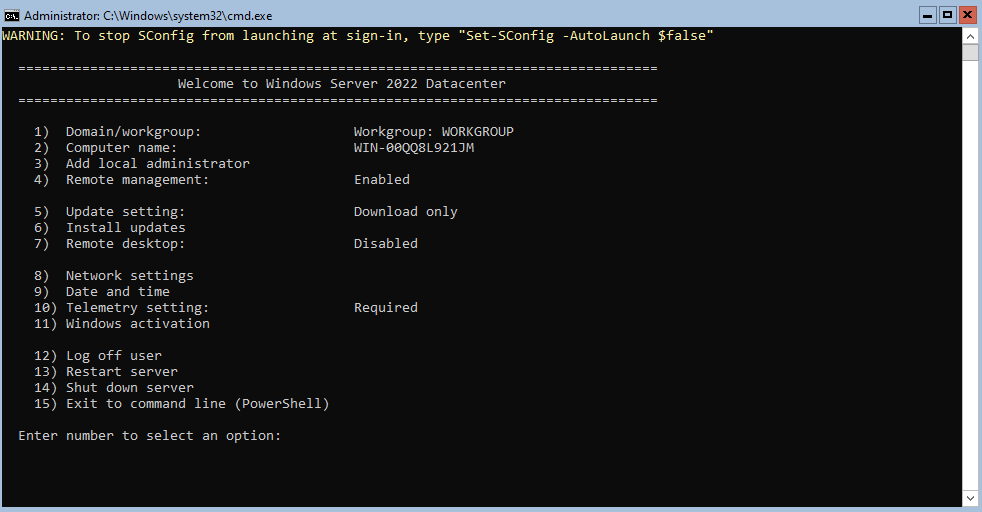 Administrator: C:\Windows\system32\cmd.exe
WARNING: To stop SConfig from launching at sign-in, type "Set-SConfig -AutoLaunch $false"
================================================================================
Welcome to Windows Server 2022 Datacenter
================================================================================
1) Domain/workgroup: Workgroup: WORKGROUP
2) Computer name: WIN-00QQ8L921JM
3) Add local administrator
4) Remote management: Enabled
5) Update setting: Download only
6) Install updates
7) Remote desktop: Disabled
8) Network settings
9) Date and time
10) Telemetry setting: Required
11) Windows activation
12) Log off user
13) Restart server
14) Shut down server
15) Exit to command line (PowerShell)
Enter number to select an option: